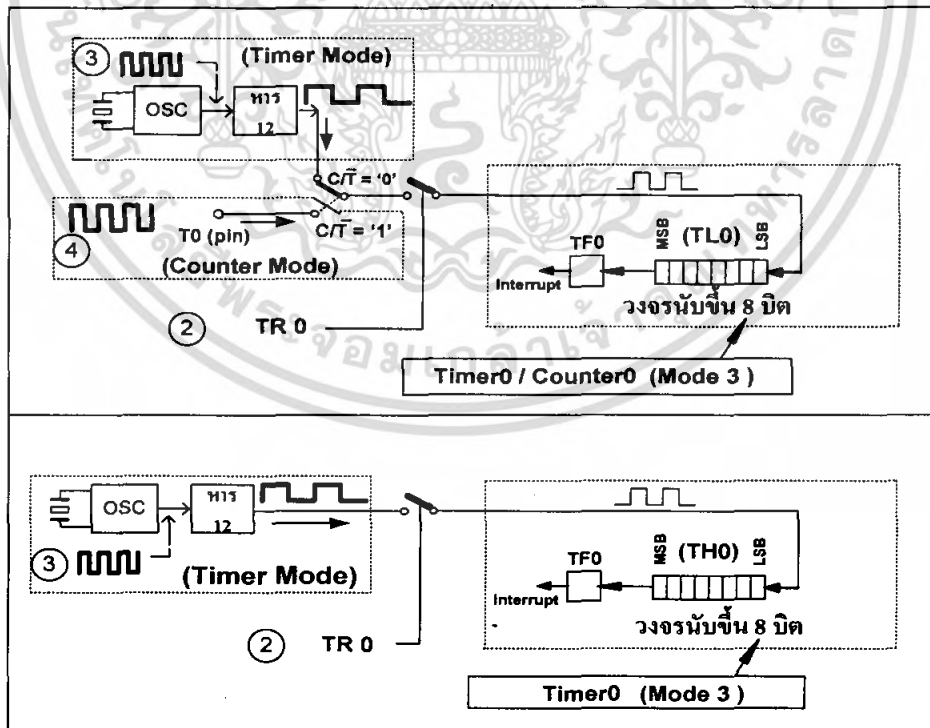 3
(Timer Mode)
OSC
หาร
12
C/T̅ = '0'
4
T0 (pin)
C/T̅ = '1'
(Counter Mode)
2
TR 0
TF0
MSB
(TL0)
LSB
Interrupt
วงจรนับขึ้น 8 บิต
Timer0 / Counter0 (Mode 3 )
OSC
หาร
12
3
(Timer Mode)
2
TR 0
TF0
MSB
(TH0)
LSB
Interrupt
วงจรนับขึ้น 8 บิต
Timer0 (Mode 3 )